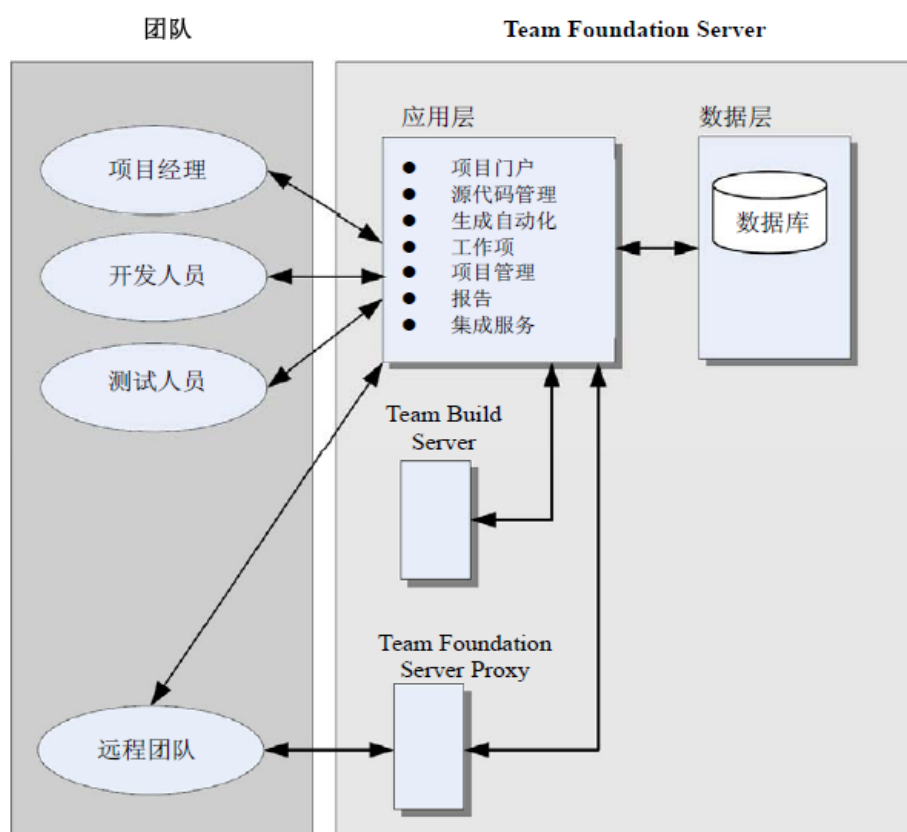 团队
Team Foundation Server
项目经理
开发人员
测试人员
远程团队
应用层
● 项目门户
● 源代码管理
● 生成自动化
● 工作项
● 项目管理
● 报告
● 集成服务
数据层
数据库
Team Build
Server
Team Foundation
Server Proxy